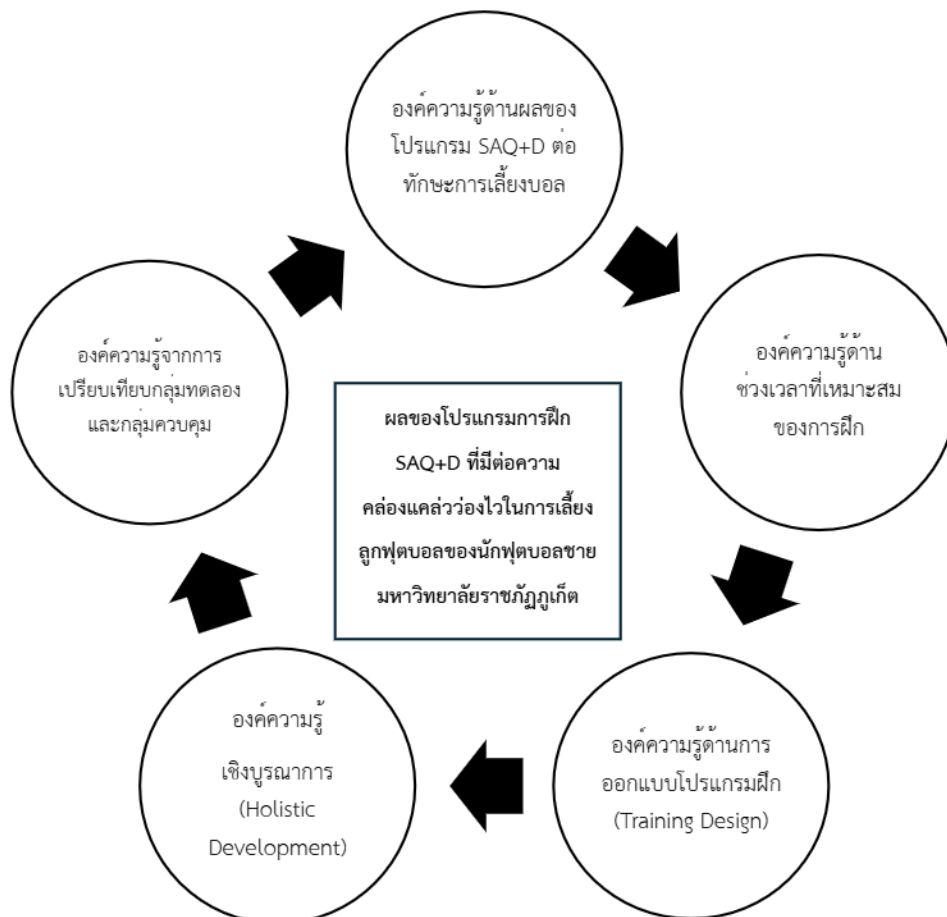 องค์ความรู้ด้านผลของ
โปรแกรม SAQ+D ต่อ
ทักษะการเลี้ยงบอล
องค์ความรู้ด้าน
ช่วงเวลาที่เหมาะสม
ของการฝึก
องค์ความรู้ด้านการ
ออกแบบโปรแกรมฝึก
(Training Design)
องค์ความรู้
เชิงบูรณาการ
(Holistic
Development)
องค์ความรู้จากการ
เปรียบเทียบกลุ่มทดลอง
และกลุ่มควบคุม
ผลของโปรแกรมการฝึก
SAQ+D ที่มีต่อความ
คล่องแคล่วว่องไวในการเลี้ยง
ลูกฟุตบอลของนักฟุตบอลชาย
มหาวิทยาลัยราชภัฏภูเก็ต